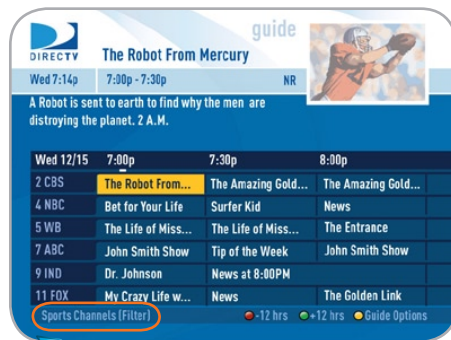 guide
DIRECTV
The Robot From Mercury
Wed 7:14p 7:00p - 7:30p NR
A Robot is sent to earth to find why the men are
distroying the planet. 2 A.M.
Wed 12/15 7:00p 7:30p 8:00p
2 CBS The Robot From... The Amazing Gold... The Amazing Gold...
4 NBC Bet for Your Life Surfer Kid News
5 WB The Life of Miss... The Life of Miss... The Entrance
7 ABC John Smith Show Tip of the Week John Smith Show
9 IND Dr. Johnson News at 8:00PM
11 FOX My Crazy Life w... News The Golden Link
Sports Channels (Filter) -12 hrs +12 hrs Guide Options